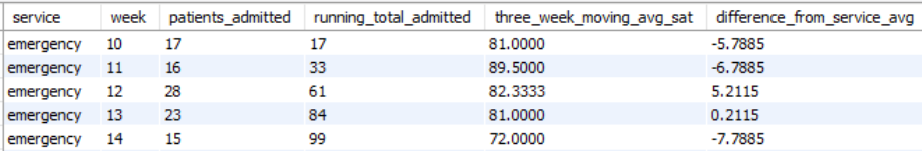 service week patients_admitted running_total_admitted three_week_moving_avg_sat difference_from_service_avg
emergency 10 17 17 81.0000 -5.7885
emergency 11 16 33 89.5000 -6.7885
emergency 12 28 61 82.3333 5.2115
emergency 13 23 84 81.0000 0.2115
emergency 14 15 99 72.0000 -7.7885